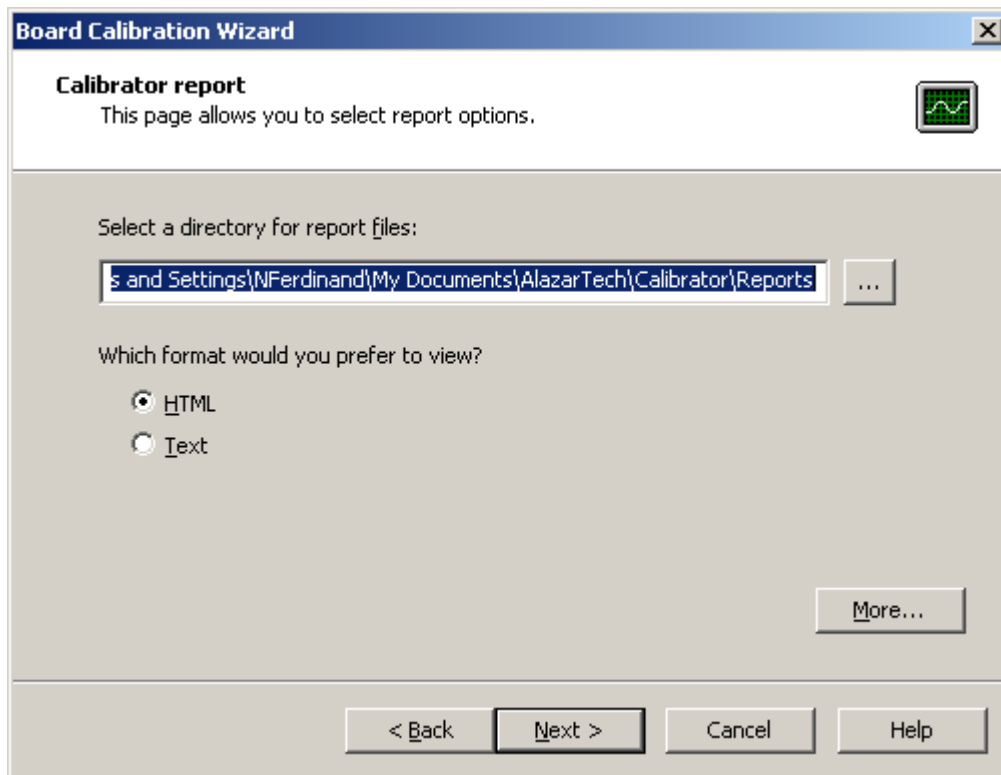 Board Calibration Wizard
Calibrator report
This page allows you to select report options.
Select a directory for report files:
s and Settings\NFerdinand\My Documents\AlazarTech\Calibrator\Reports
...
Which format would you prefer to view?
HTML
Text
More...
< Back
Next >
Cancel
Help